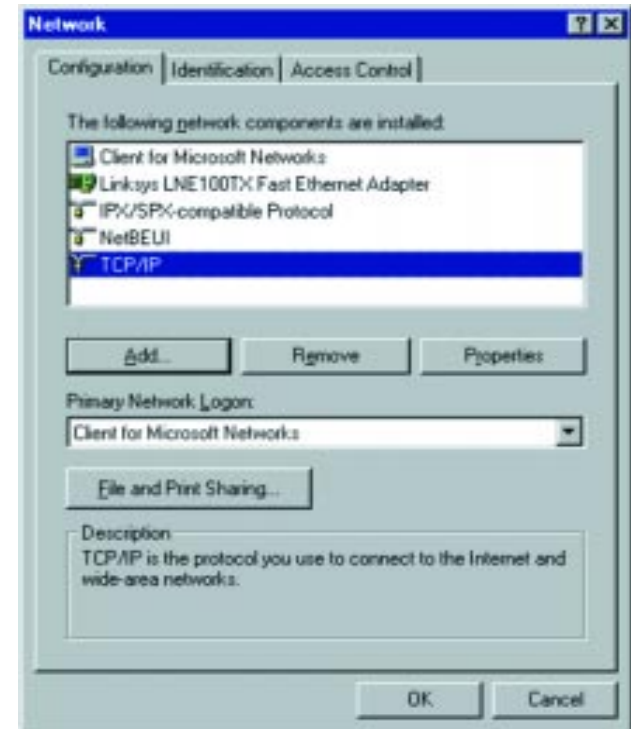 Network
Configuration Identification Access Control
The following network components are installed:
Client for Microsoft Networks
Linksys LNE100TX Fast Ethernet Adapter
IPX/SPX-compatible Protocol
NetBEUI
TCP/IP
Add... Remove Properties
Primary Network Logon:
Client for Microsoft Networks
File and Print Sharing...
Description
TCP/IP is the protocol you use to connect to the Internet and
wide-area networks.
OK Cancel